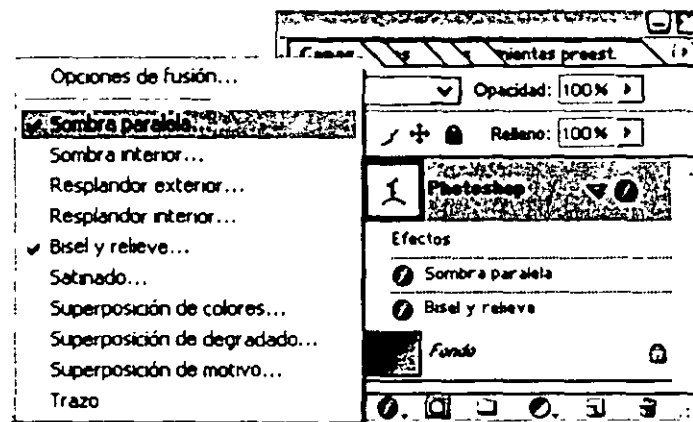 mientas preest.
Opciones de fusión...
Sombra paralela...
Sombra interior...
Resplandor exterior...
Resplandor interior...
Bisel y relieve...
Satinado...
Superposición de colores...
Superposición de degradado...
Superposición de motivo...
Trazo
Opacidad: 100%
Relleno: 100%
T Photoshop
Efectos
Sombra paralela
Bisel y relieve
Fondo